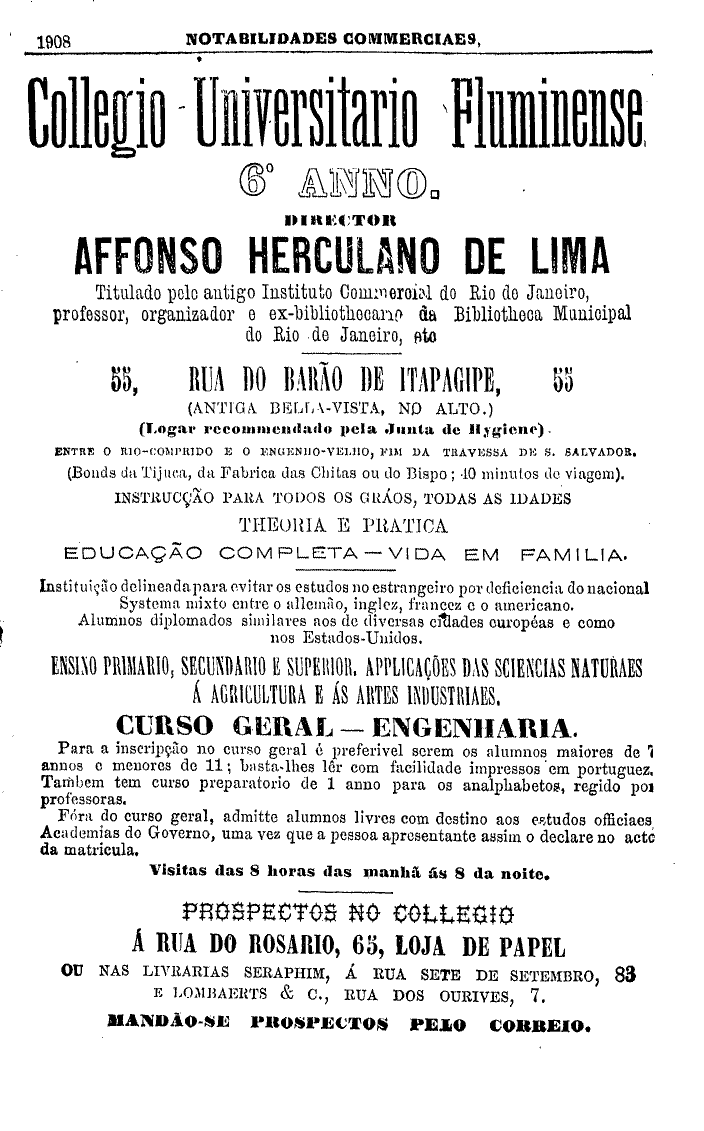 1908 NOTABILIDADES COMMERCIAES,
Collegio Universitario Fluminense
6º ANNO.
DIRECTOR
AFFONSO HERCULANO DE LIMA
Titulado pelo antigo Instituto Commercial do Rio de Janeiro,
professor, organizador e ex-bibliothecario da Bibliotheca Municipal
do Rio de Janeiro, etc
55, RUA DO BARÃO DE ITAPAGIPE, 55
(ANTIGA BELLA-VISTA, NO ALTO.)
(Logar recommendado pela Junta de Hygiene).
ENTRE O RIO-COMPRIDO E O ENGENHO-VELHO, FIM DA TRAVESSA DE S. SALVADOR.
(Bonds da Tijuca, da Fabrica das Chitas ou do Bispo; 40 minutos de viagem).
INSTRUCÇÃO PARA TODOS OS GRÁOS, TODAS AS IDADES
THEORIA E PRATICA
EDUCAÇÃO COMPLETA — VIDA EM FAMILIA.
Instituição delineada para evitar os estudos no estrangeiro por deficiencia do nacional
Systema mixto entre o allemão, inglez, francez e o americano.
Alumnos diplomados similares aos de diversas cidades européas e como
nos Estados-Unidos.
ENSINO PRIMARIO, SECUNDARIO E SUPERIOR. APPLICAÇÕES DAS SCIENCIAS NATURAES
Á AGRICULTURA E ÁS ARTES INDUSTRIAES.
CURSO GERAL — ENGENHARIA.
Para a inscripção no curso geral é preferivel serem os alumnos maiores de 7
annos e menores de 11; basta-lhes lêr com facilidade impressos em portuguez.
Tambem tem curso preparatorio de 1 anno para os analphabetos, regido por
professoras.
Fóra do curso geral, admitte alumnos livres com destino aos estudos officiaes
Academias do Governo, uma vez que a pessoa apresentante assim o declare no acto
da matricula.
Visitas das 8 horas das manhã ás 8 da noite.
PROSPECTOS NO COLLEGIO
Á RUA DO ROSARIO, 65, LOJA DE PAPEL
OU NAS LIVRARIAS SERAPHIM, Á RUA SETE DE SETEMBRO, 83
E LOMBAERTS & C., RUA DOS OURIVES, 7.
MANDÃO-SE PROSPECTOS PELO CORREIO.